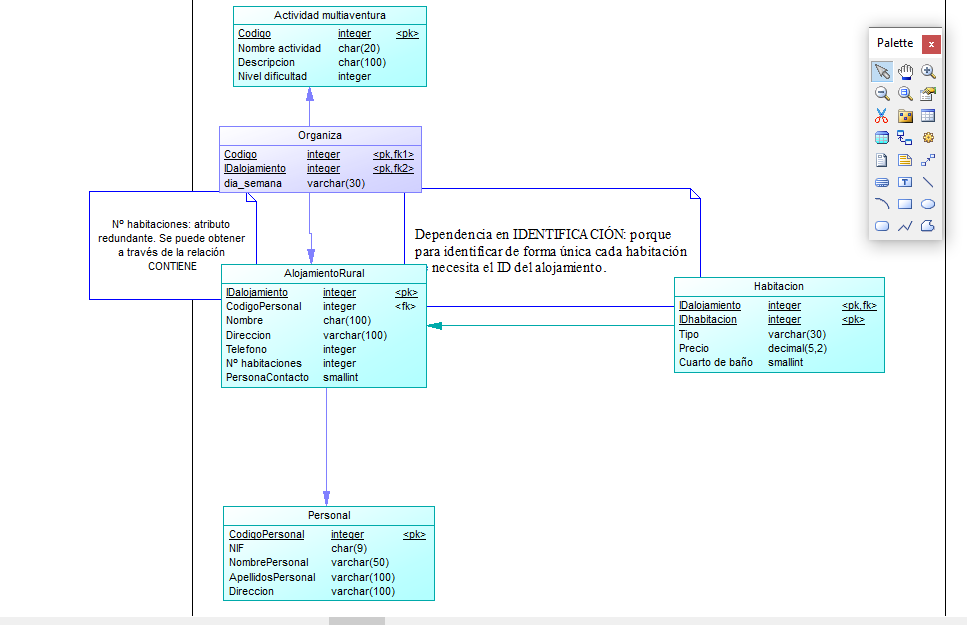 Actividad multiaventura
Codigo integer <pk>
Nombre actividad char(20)
Descripcion char(100)
Nivel dificultad integer
Palette x
Organiza
Codigo integer <pk,fk1>
IDalojamiento integer <pk,fk2>
dia_semana varchar(30)
Nº habitaciones: atributo
redundante. Se puede obtener
a través de la relación
CONTIENE
Dependencia en IDENTIFICACIÓN: porque
para identificar de forma única cada habitación
necesita el ID del alojamiento.
AlojamientoRural
IDalojamiento integer <pk>
CodigoPersonal integer <fk>
Nombre char(100)
Direccion varchar(100)
Telefono integer
Nº habitaciones integer
PersonaContacto smallint
Habitacion
IDalojamiento integer <pk,fk>
IDhabitacion integer <pk>
Tipo varchar(30)
Precio decimal(5,2)
Cuarto de baño smallint
Personal
CodigoPersonal integer <pk>
NIF char(9)
NombrePersonal varchar(50)
ApellidosPersonal varchar(100)
Direccion varchar(100)